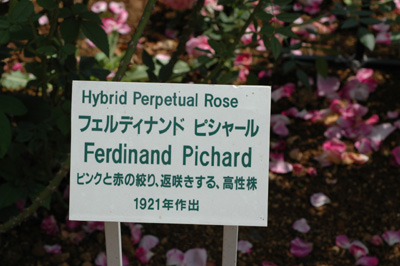 Hybrid Perpetual Rose
フェルディナンド ピシャール
Ferdinand Pichard
ピンクと赤の絞り、返咲きする、高性株
1921年作出